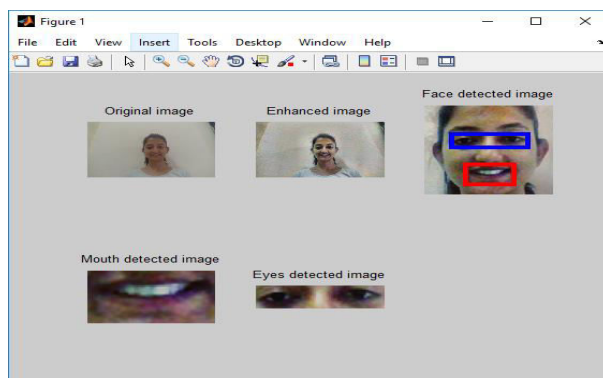 Figure 1
File Edit View Insert Tools Desktop Window Help
Face detected image
Original image Enhanced image
Mouth detected image
Eyes detected image